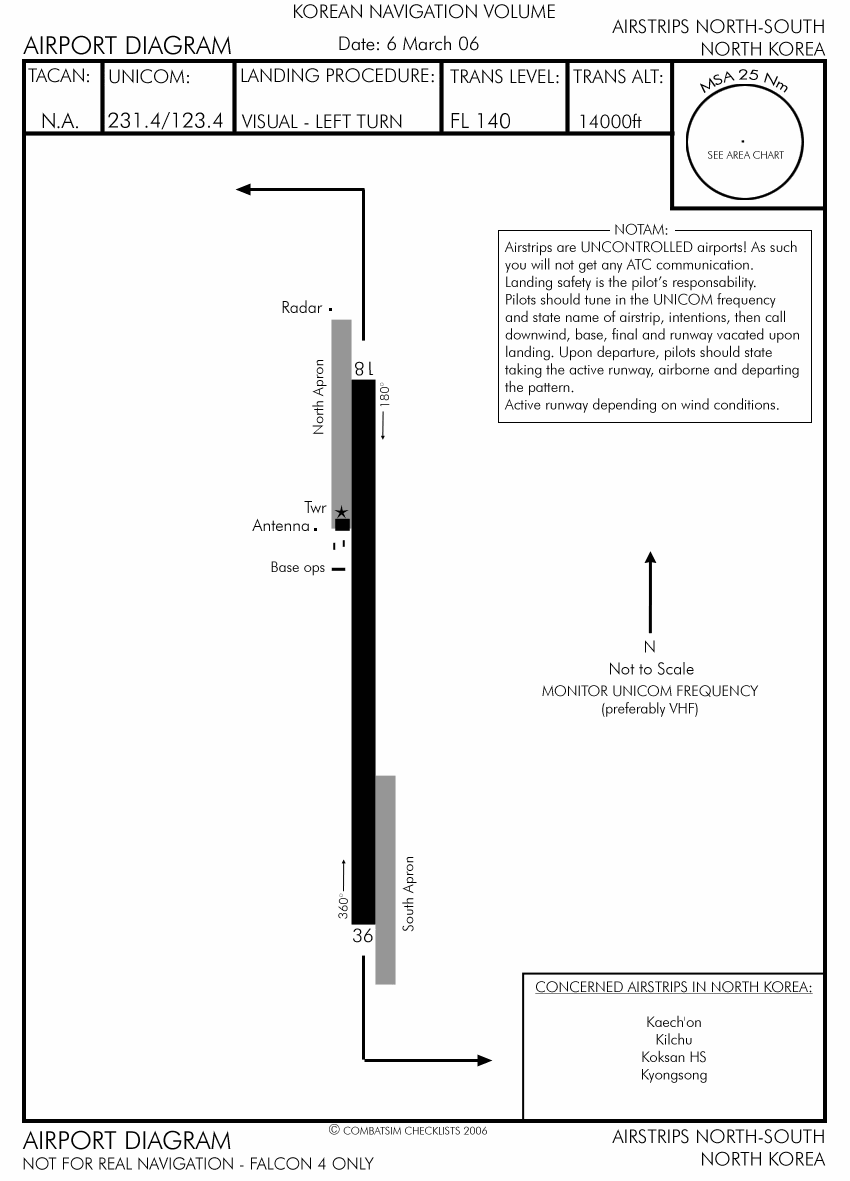 KOREAN NAVIGATION VOLUME
AIRPORT DIAGRAM
Date: 6 March 06
AIRSTRIPS NORTH-SOUTH
NORTH KOREA
TACAN:
N.A.
UNICOM:
231.4/123.4
LANDING PROCEDURE:
VISUAL - LEFT TURN
TRANS LEVEL:
FL 140
TRANS ALT:
14000ft
MSA 25 Nm
SEE AREA CHART
NOTAM:
Airstrips are UNCONTROLLED airports! As such
you will not get any ATC communication.
Landing safety is the pilot's responsability.
Pilots should tune in the UNICOM frequency
and state name of airstrip, intentions, then call
downwind, base, final and runway vacated upon
landing. Upon departure, pilots should state
taking the active runway, airborne and departing
the pattern.
Active runway depending on wind conditions.
Radar
North Apron
18
180°
Twr
Antenna
Base ops
N
Not to Scale
MONITOR UNICOM FREQUENCY
(preferably VHF)
360°
South Apron
36
CONCERNED AIRSTRIPS IN NORTH KOREA:
Kaech'on
Kilchu
Koksan HS
Kyongsong
© COMBATSIM CHECKLISTS 2006
AIRPORT DIAGRAM
NOT FOR REAL NAVIGATION - FALCON 4 ONLY
AIRSTRIPS NORTH-SOUTH
NORTH KOREA